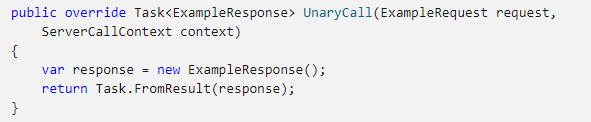 public override Task<ExampleResponse> UnaryCall(ExampleRequest request,
    ServerCallContext context)
{
    var response = new ExampleResponse();
    return Task.FromResult(response);
}